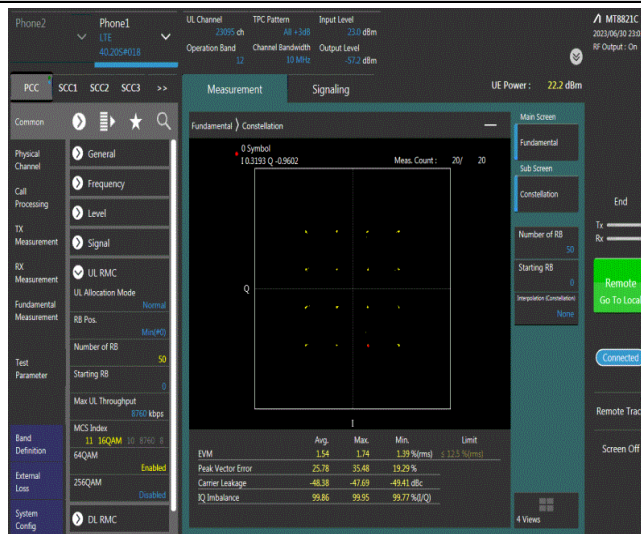 Phone2
Phone1
LTE
40.20S#018
UL Channel
23095 ch
TPC Pattern
All +3dB
Input Level
23.0 dBm
Operation Band
12
Channel Bandwidth
10 MHz
Output Level
-57.2 dBm
MT8821C
2023/06/30 23:0
RF Output : On
PCC
SCC1
SCC2
SCC3
>>
Measurement
Signaling
UE Power : 22.2 dBm
Common
Physical
Channel
Call
Processing
TX
Measurement
RX
Measurement
Fundamental
Measurement
Test
Parameter
Band
Definition
External
Loss
System
Config
General
Frequency
Level
Signal
UL RMC
UL Allocation Mode
Normal
RB Pos.
Min(#0)
Number of RB
50
Starting RB
0
Max UL Throughput
8760 kbps
MCS Index
11 16QAM 10 8760 8
64QAM
Enabled
256QAM
Disabled
DL RMC
Fundamental 》 Constellation
0 Symbol
I 0.3193 Q -0.9602
Meas. Count : 20/ 20
Q
I
Avg. Max. Min. Limit
EVM 1.54 1.74 1.39 %(rms) ≤ 12.5 %(rms)
Peak Vector Error 25.78 35.48 19.29 %
Carrier Leakage -48.38 -47.69 -49.41 dBc
IQ Imbalance 99.86 99.95 99.77 %(I/Q)
Main Screen
Fundamental
Sub Screen
Constellation
Number of RB
50
Starting RB
0
Interpolation (Constellation)
None
4 Views
End
Tx
Rx
Remote
Go To Local
Connected
Remote Trac
Screen Off